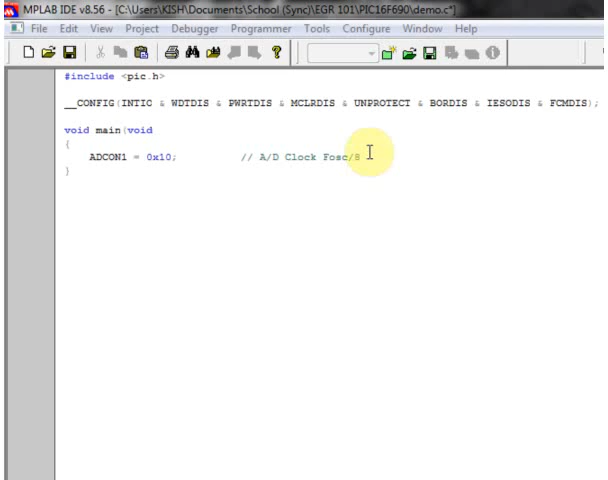 MPLAB IDE v8.56 - [C:\Users\KISH\Documents\School (Sync)\EGR 101\PIC16F690\demo.c*]
File Edit View Project Debugger Programmer Tools Configure Window Help
#include <pic.h>
__CONFIG(INTIC & WDTDIS & PWRTDIS & MCLRDIS & UNPROTECT & BORDIS & IESODIS & FCMDIS);
void main(void
{
ADCON1 = 0x10; // A/D Clock Fosc/8
}